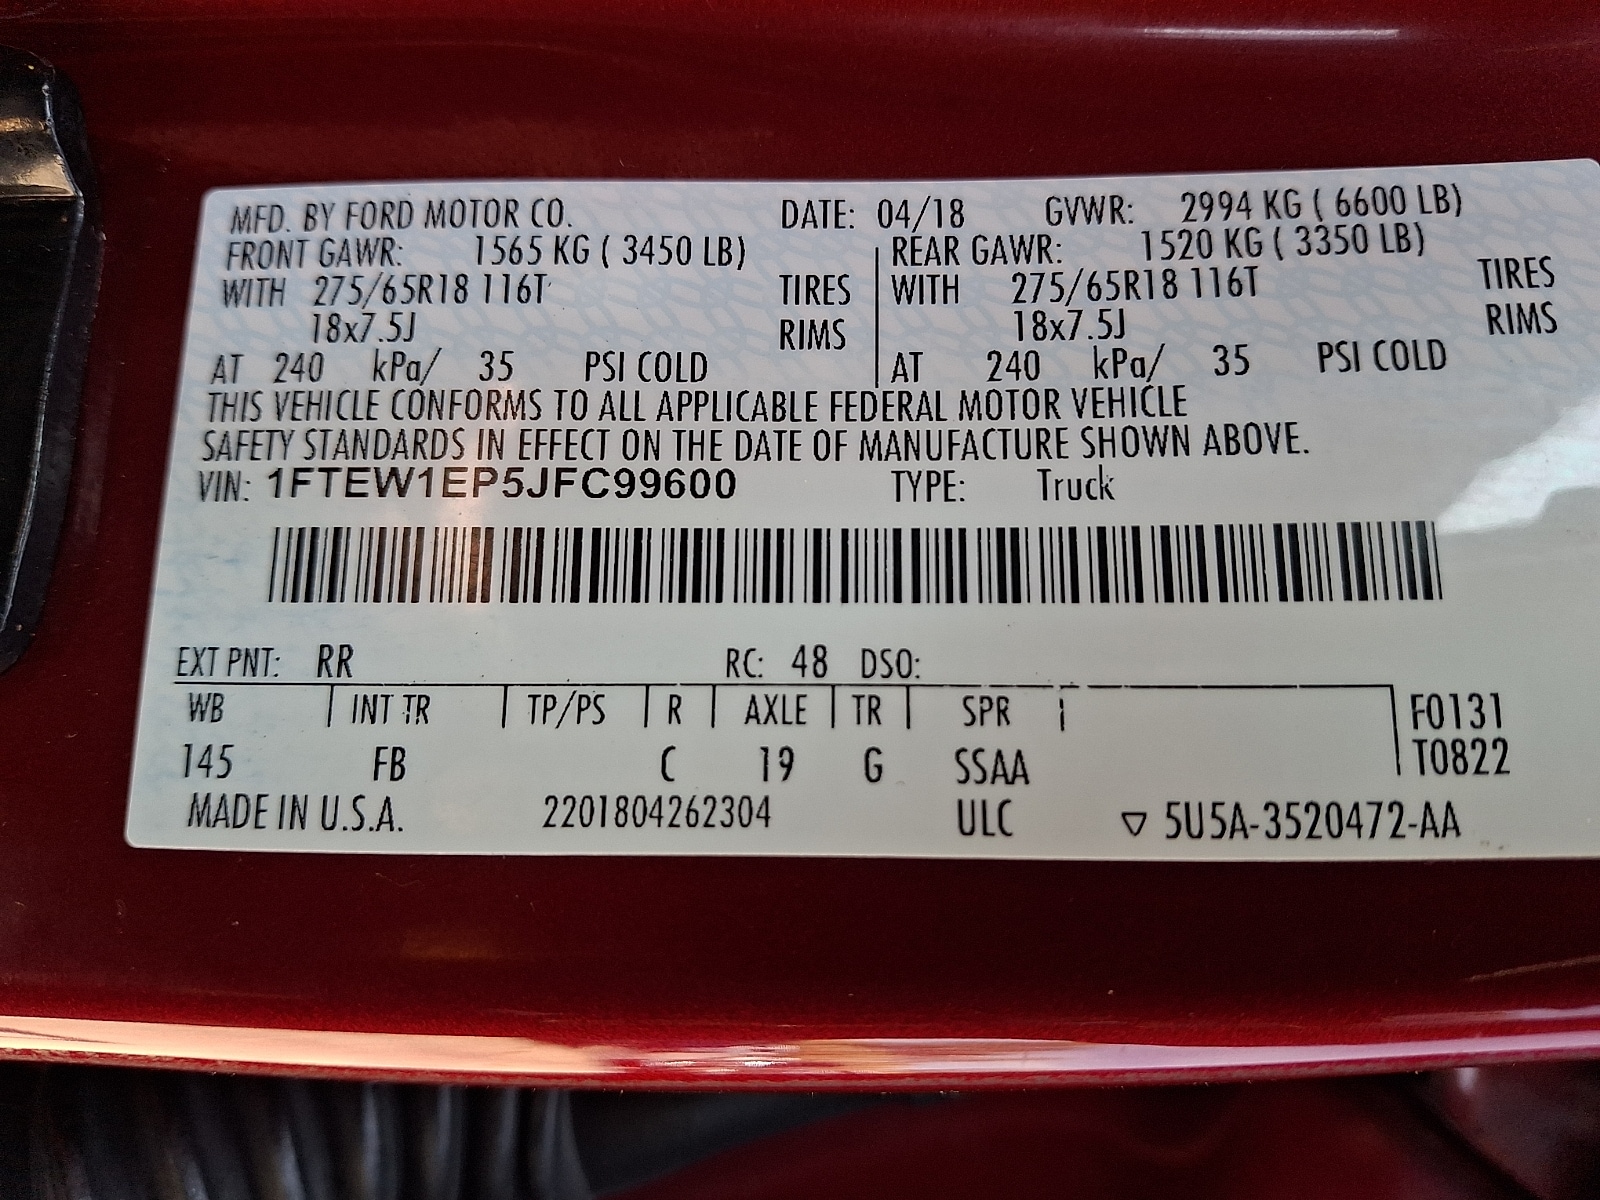 MFD. BY FORD MOTOR CO. DATE: 04/18 GVWR: 2994 KG ( 6600 LB)
FRONT GAWR: 1565 KG ( 3450 LB) REAR GAWR: 1520 KG ( 3350 LB)
WITH 275/65R18 116T TIRES WITH 275/65R18 116T TIRES
18x7.5J RIMS 18x7.5J RIMS
AT 240 kPa/ 35 PSI COLD AT 240 kPa/ 35 PSI COLD
THIS VEHICLE CONFORMS TO ALL APPLICABLE FEDERAL MOTOR VEHICLE
SAFETY STANDARDS IN EFFECT ON THE DATE OF MANUFACTURE SHOWN ABOVE.
VIN: 1FTEW1EP5JFC99600 TYPE: Truck
EXT PNT: RR RC: 48 DSO:
WB INT TR TP/PS R AXLE TR SPR F0131
145 FB C 19 G SSAA T0822
MADE IN U.S.A. 2201804262304 ULC ▽ 5U5A-3520472-AA